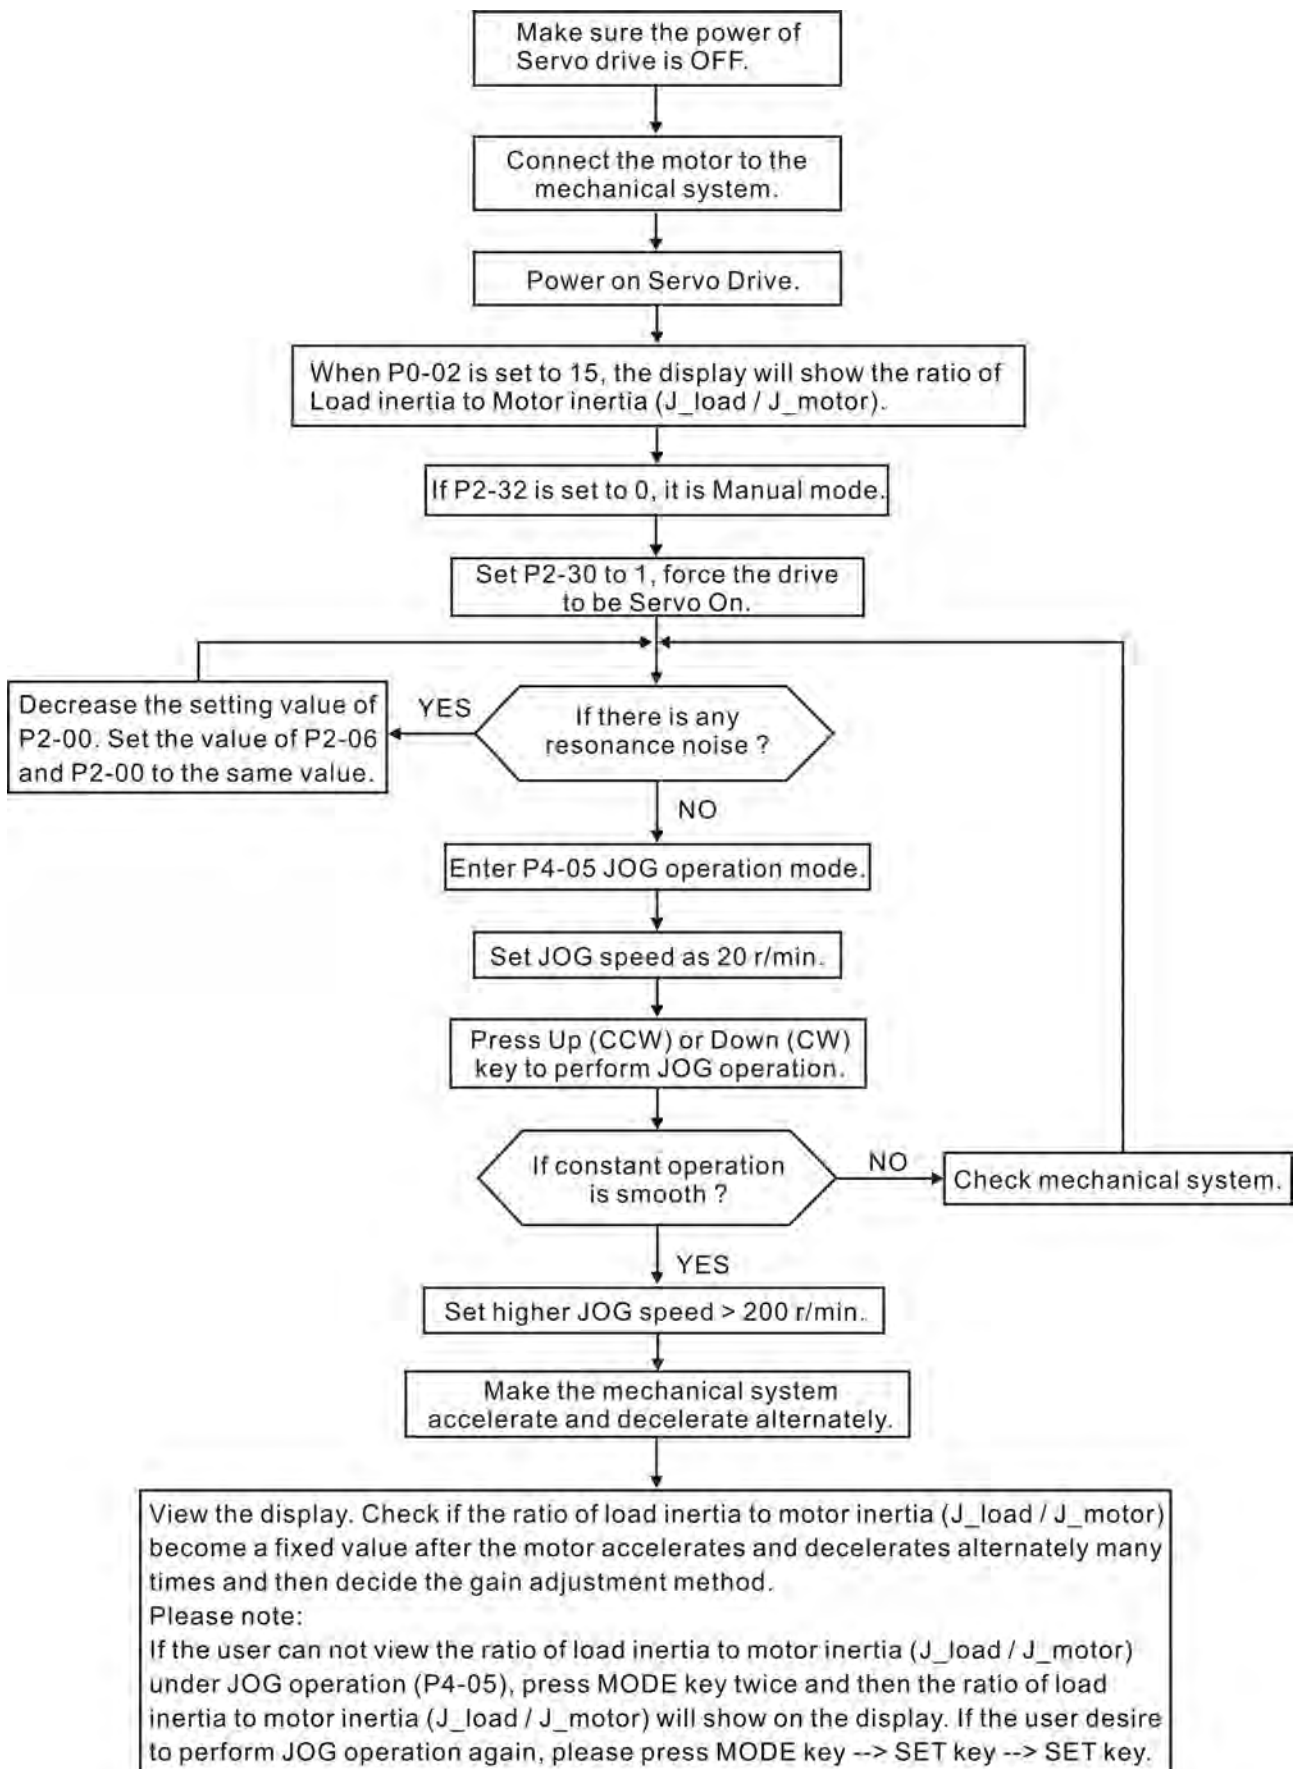 Make sure the power of
Servo drive is OFF.
Connect the motor to the
mechanical system.
Power on Servo Drive.
When P0-02 is set to 15, the display will show the ratio of
Load inertia to Motor inertia (J_load / J_motor).
If P2-32 is set to 0, it is Manual mode.
Set P2-30 to 1, force the drive
to be Servo On.
Decrease the setting value of
P2-00. Set the value of P2-06
and P2-00 to the same value.
YES
If there is any
resonance noise ?
NO
Enter P4-05 JOG operation mode.
Set JOG speed as 20 r/min.
Press Up (CCW) or Down (CW)
key to perform JOG operation.
If constant operation
is smooth ?
NO
Check mechanical system.
YES
Set higher JOG speed > 200 r/min.
Make the mechanical system
accelerate and decelerate alternately.
View the display. Check if the ratio of load inertia to motor inertia (J_load / J_motor)
become a fixed value after the motor accelerates and decelerates alternately many
times and then decide the gain adjustment method.
Please note:
If the user can not view the ratio of load inertia to motor inertia (J_load / J_motor)
under JOG operation (P4-05), press MODE key twice and then the ratio of load
inertia to motor inertia (J_load / J_motor) will show on the display. If the user desire
to perform JOG operation again, please press MODE key --> SET key --> SET key.